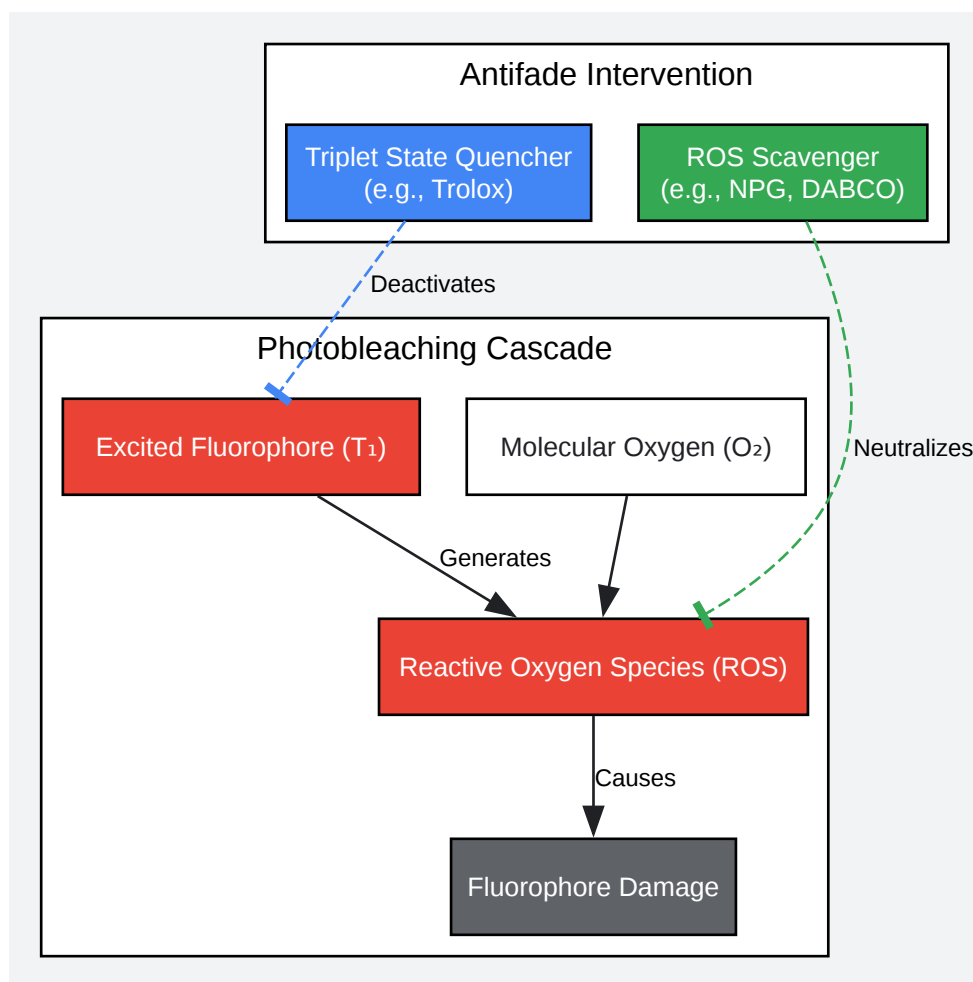 Antifade Intervention
Triplet State Quencher
(e.g., Trolox)
ROS Scavenger
(e.g., NPG, DABCO)
Deactivates
Photobleaching Cascade
Excited Fluorophore (T₁)
Molecular Oxygen (O₂)
Neutralizes
Generates
Reactive Oxygen Species (ROS)
Causes
Fluorophore Damage